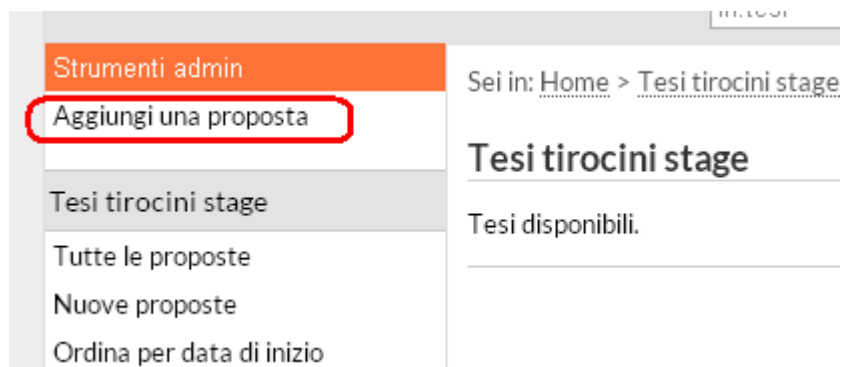 Strumenti admin
Aggiungi una proposta
Tesi tirocini stage
Tutte le proposte
Nuove proposte
Ordina per data di inizio
Sei in: Home > Tesi tirocini stage
Tesi tirocini stage
Tesi disponibili.